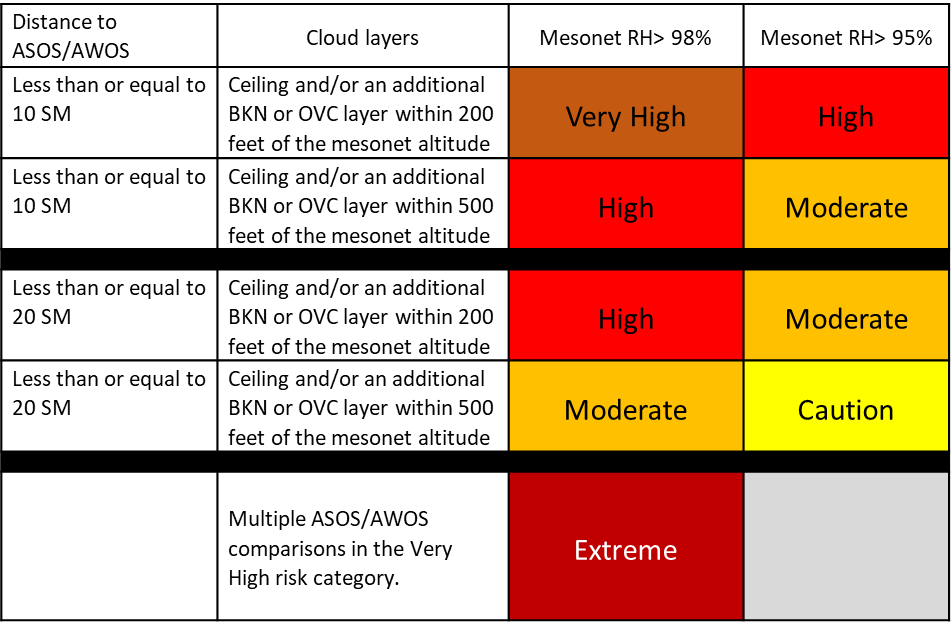 Distance to
ASOS/AWOS
Cloud layers
Mesonet RH> 98%
Mesonet RH> 95%
Less than or equal to
10 SM
Ceiling and/or an additional
BKN or OVC layer within 200
feet of the mesonet altitude
Very High
High
Less than or equal to
10 SM
Ceiling and/or an additional
BKN or OVC layer within 500
feet of the mesonet altitude
High
Moderate
Less than or equal to
20 SM
Ceiling and/or an additional
BKN or OVC layer within 200
feet of the mesonet altitude
High
Moderate
Less than or equal to
20 SM
Ceiling and/or an additional
BKN or OVC layer within 500
feet of the mesonet altitude
Moderate
Caution
Multiple ASOS/AWOS
comparisons in the Very
High risk category.
Extreme